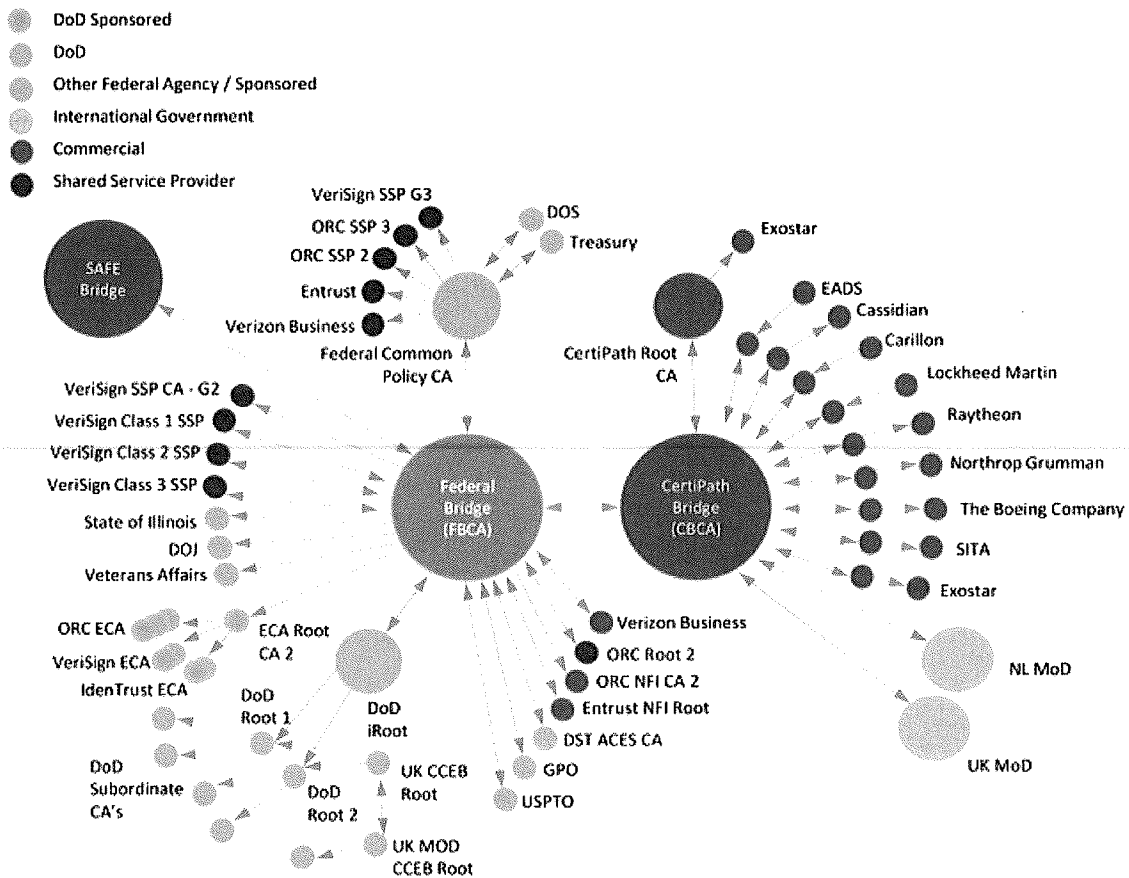 DoD Sponsored
DoD
Other Federal Agency / Sponsored
International Government
Commercial
Shared Service Provider
VeriSign SSP G3
ORC SSP 3
ORC SSP 2
Entrust
Verizon Business
Federal Common
Policy CA
DOS
Treasury
SAFE
Bridge
Exostar
CertiPath Root
CA
EADS
Cassidian
Carillon
Lockheed Martin
Raytheon
Northrop Grumman
The Boeing Company
SITA
Exostar
VeriSign SSP CA - G2
VeriSign Class 1 SSP
VeriSign Class 2 SSP
VeriSign Class 3 SSP
State of Illinois
DOJ
Veterans Affairs
Federal
Bridge
(FBCA)
CertiPath
Bridge
(CBCA)
ORC ECA
VeriSign ECA
IdenTrust ECA
ECA Root
CA 2
DoD
Root 1
DoD
iRoot
DoD
Subordinate
CA's
DoD
Root 2
UK CCEB
Root
UK MOD
CCEB Root
Verizon Business
ORC Root 2
ORC NFI CA 2
Entrust NFI Root
DST ACES CA
GPO
USPTO
NL MoD
UK MoD